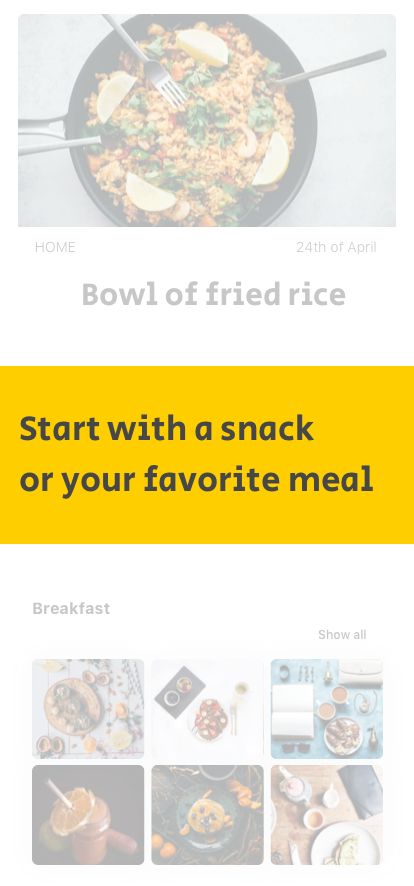 HOME
24th of April
Bowl of fried rice
Start with a snack
or your favorite meal
Breakfast
Show all